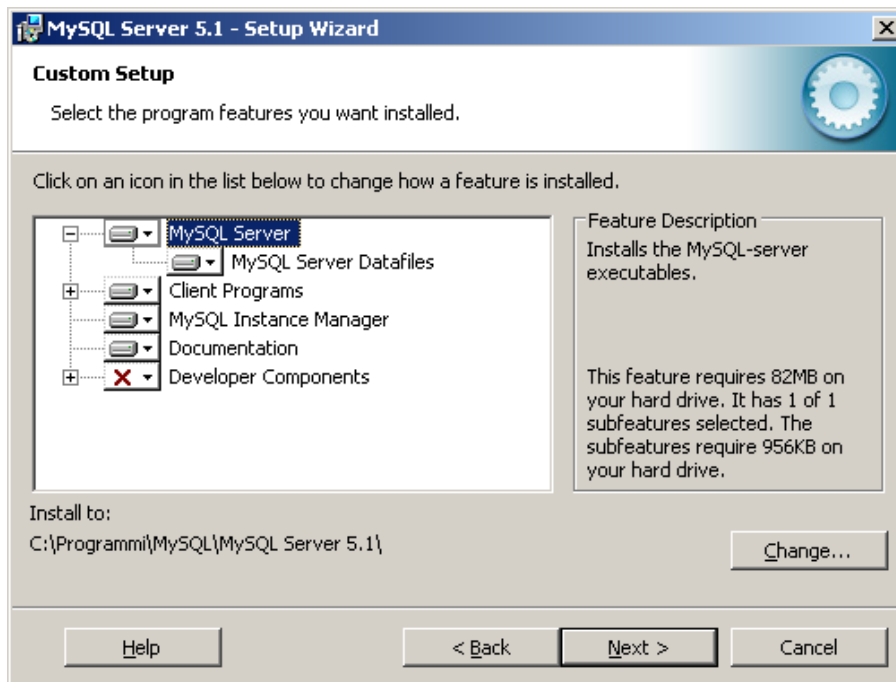 MySQL Server 5.1 - Setup Wizard
Custom Setup
Select the program features you want installed.
Click on an icon in the list below to change how a feature is installed.
MySQL Server
MySQL Server Datafiles
Client Programs
MySQL Instance Manager
Documentation
Developer Components
Feature Description
Installs the MySQL-server
executables.
This feature requires 82MB on
your hard drive. It has 1 of 1
subfeatures selected. The
subfeatures require 956KB on
your hard drive.
Install to:
C:\Programmi\MySQL\MySQL Server 5.1\
Change...
Help
< Back
Next >
Cancel